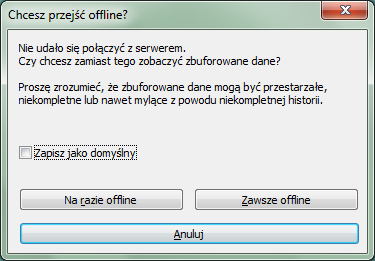 Chcesz przejść offline?
Nie udało się połączyć z serwerem.
Czy chcesz zamiast tego zobaczyć zbuforowane dane?
Proszę zrozumieć, że zbuforowane dane mogą być przestarzałe,
niekompletne lub nawet mylące z powodu niekompletnej historii.
Zapisz jako domyślny
Na razie offline
Zawsze offline
Anuluj